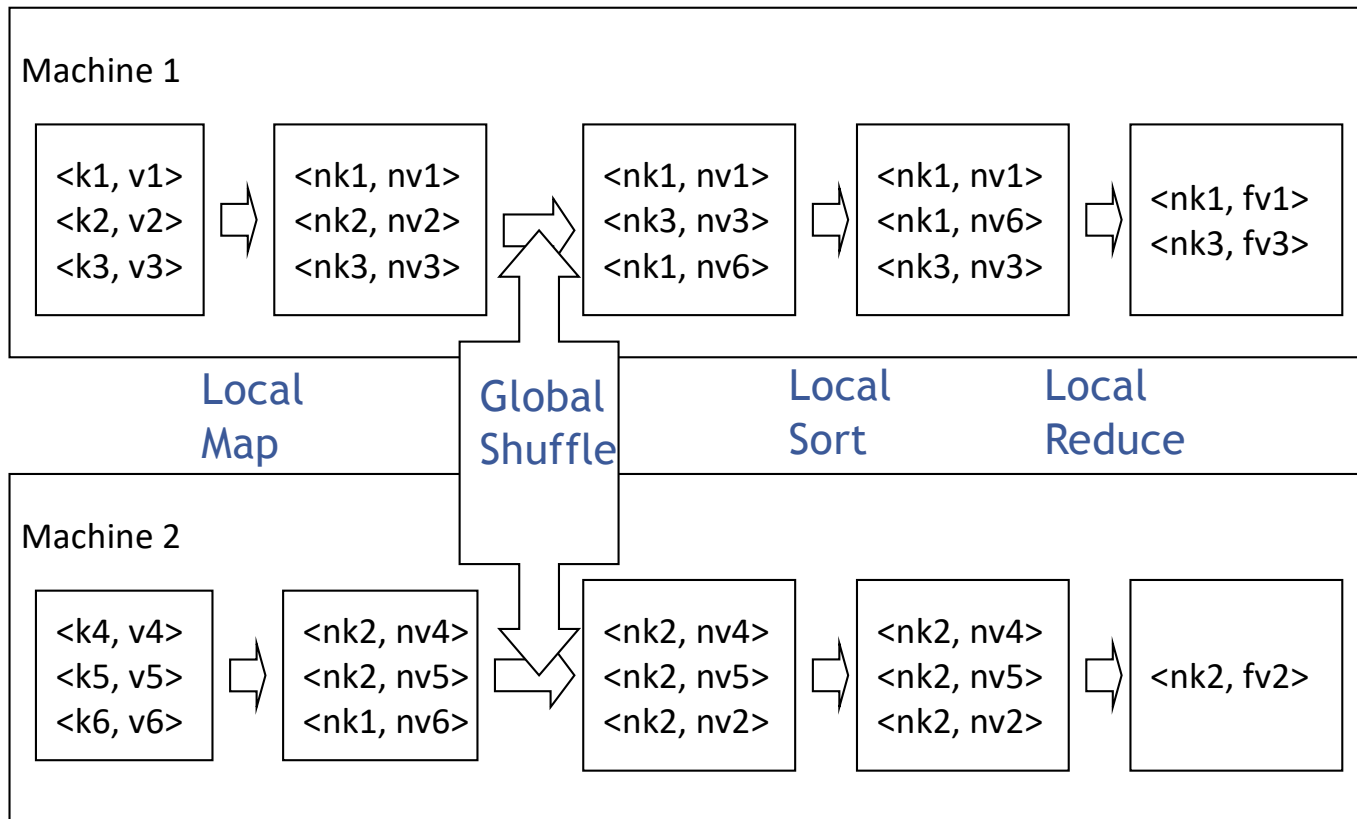 Machine 1
<k1, v1>
<k2, v2>
<k3, v3>
<nk1, nv1>
<nk2, nv2>
<nk3, nv3>
<nk1, nv1>
<nk3, nv3>
<nk1, nv6>
<nk1, nv1>
<nk1, nv6>
<nk3, nv3>
<nk1, fv1>
<nk3, fv3>
Local
Map
Global
Shuffle
Local
Sort
Local
Reduce
Machine 2
<k4, v4>
<k5, v5>
<k6, v6>
<nk2, nv4>
<nk2, nv5>
<nk1, nv6>
<nk2, nv4>
<nk2, nv5>
<nk2, nv2>
<nk2, nv4>
<nk2, nv5>
<nk2, nv2>
<nk2, fv2>